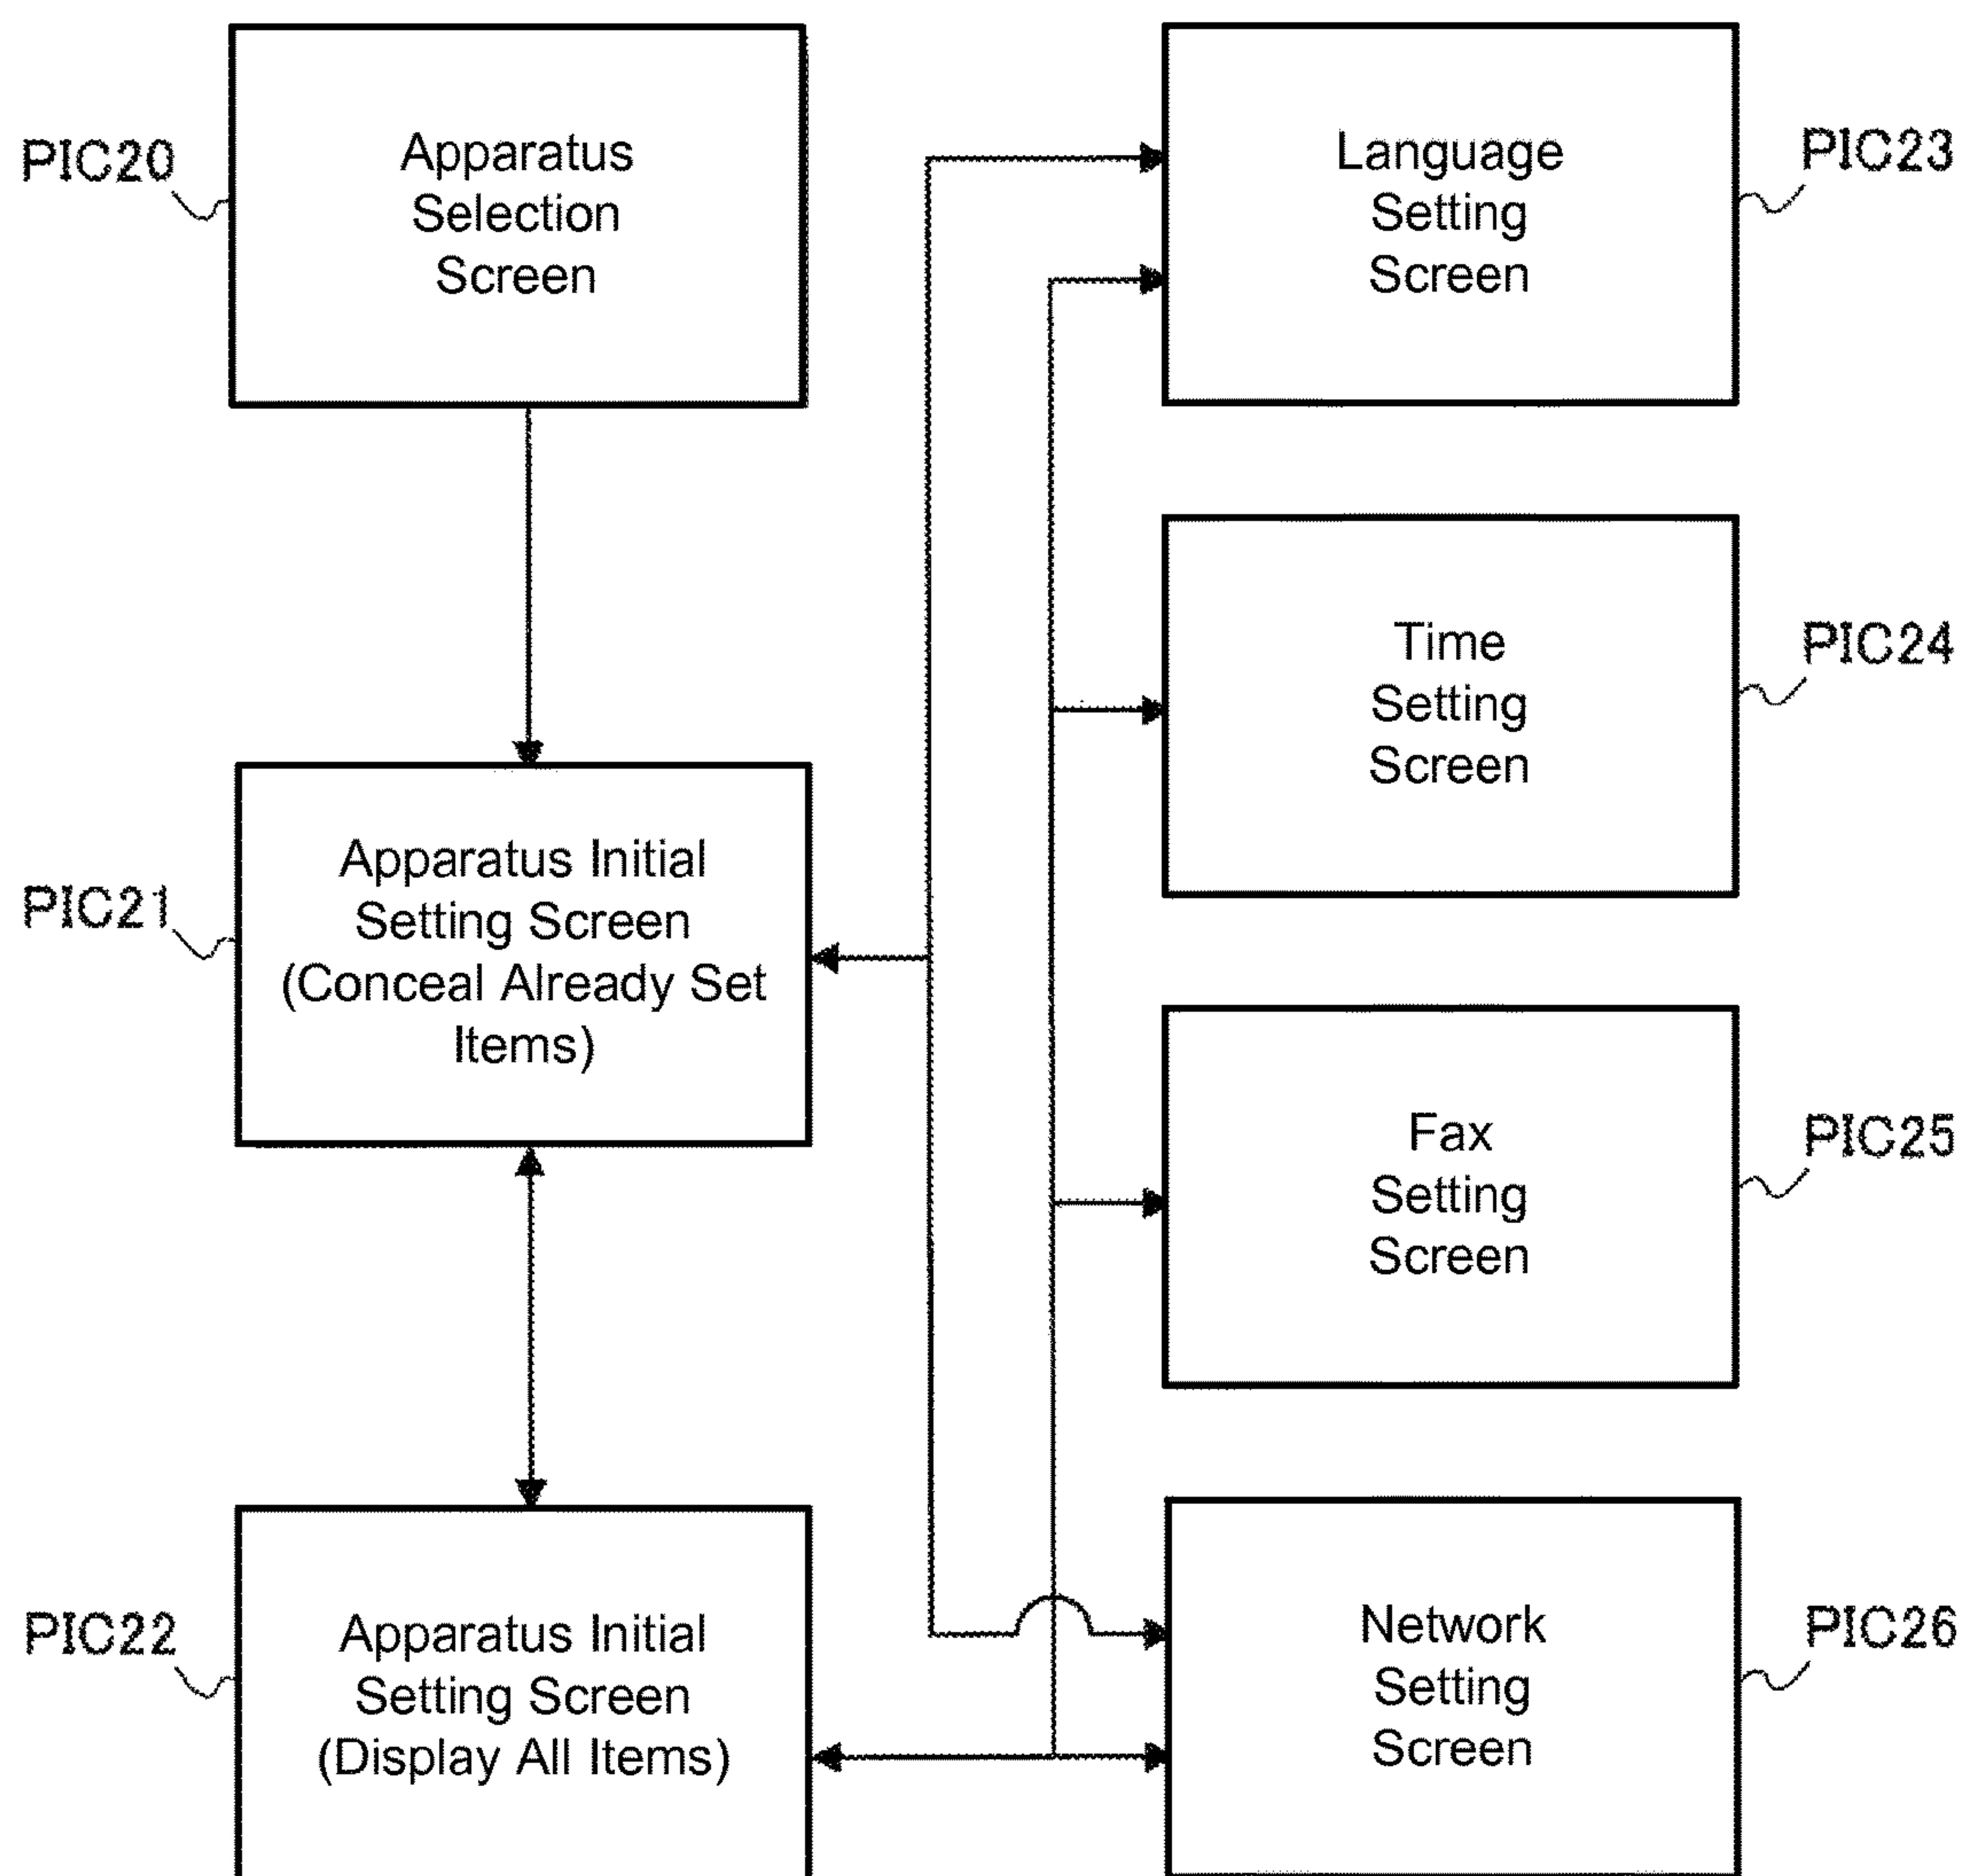 PIC20
Apparatus
Selection
Screen
Language
Setting
Screen
PIC23
Time
Setting
Screen
PIC24
PIC21
Apparatus Initial
Setting Screen
(Conceal Already Set
Items)
Fax
Setting
Screen
PIC25
PIC22
Apparatus Initial
Setting Screen
(Display All Items)
Network
Setting
Screen
PIC26